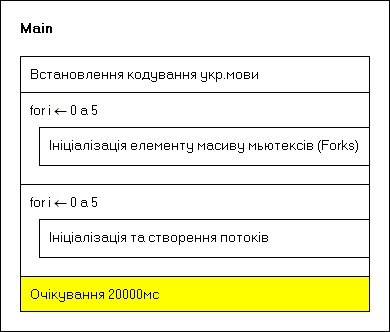 Main
Встановлення кодування укр.мови
for i ← 0 а 5
Ініціалізація елементу масиву мьютексів (Forks)
for i ← 0 а 5
Ініціалізація та створення потоків
Очікування 20000мс